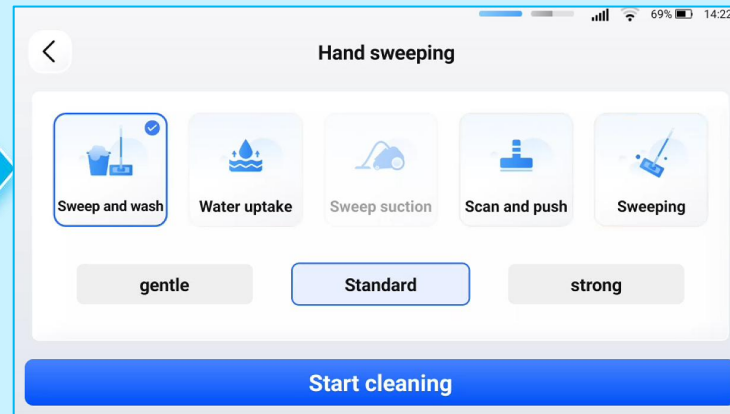 69% 14:22
Hand sweeping
Sweep and wash Water uptake Sweep suction Scan and push Sweeping
gentle Standard strong
Start cleaning